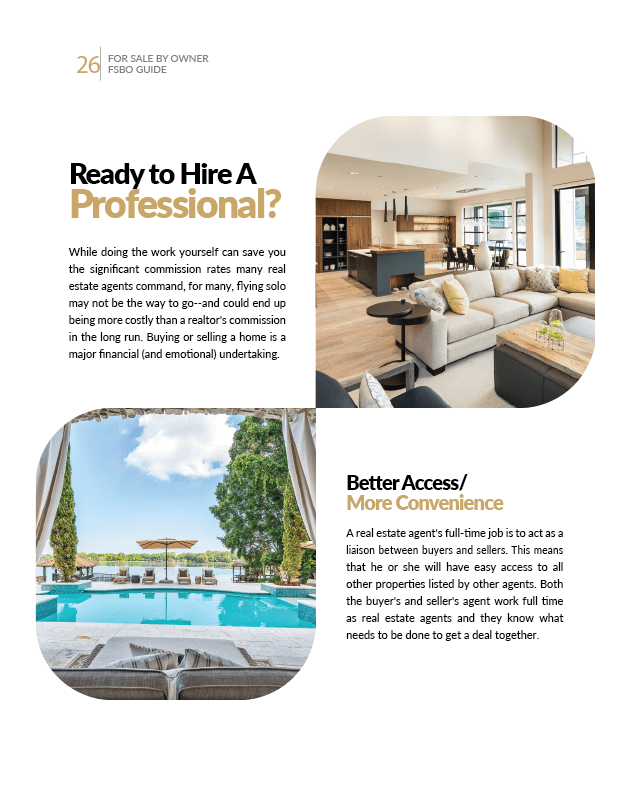 26
FOR SALE BY OWNER
FSBO GUIDE
Ready to Hire A
Professional?
While doing the work yourself can save you
the significant commission rates many real
estate agents command, for many, flying solo
may not be the way to go--and could end up
being more costly than a realtor's commission
in the long run. Buying or selling a home is a
major financial (and emotional) undertaking.
Better Access/
More Convenience
A real estate agent's full-time job is to act as a
liaison between buyers and sellers. This means
that he or she will have easy access to all
other properties listed by other agents. Both
the buyer's and seller's agent work full time
as real estate agents and they know what
needs to be done to get a deal together.